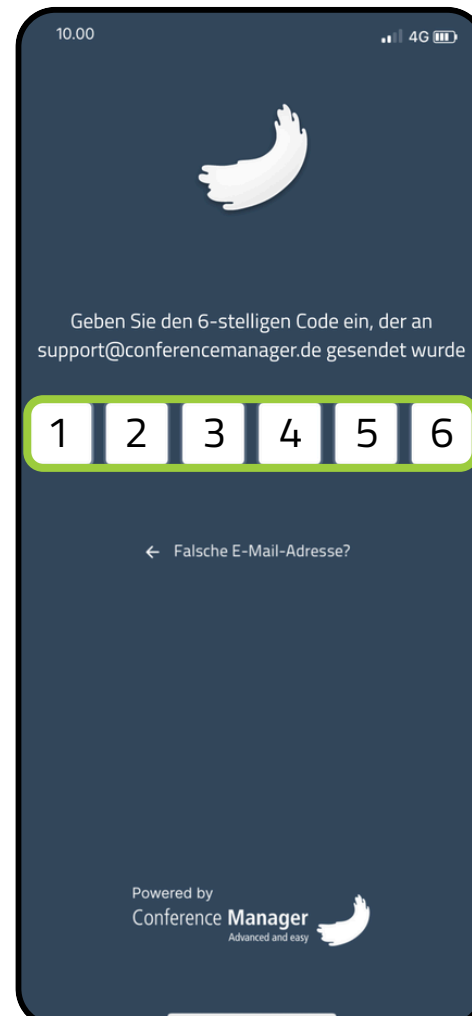 10.00 4G
Geben Sie den 6-stelligen Code ein, der an
support@conferencemanager.de gesendet wurde
1 2 3 4 5 6
← Falsche E-Mail-Adresse?
Powered by
Conference Manager
Advanced and easy